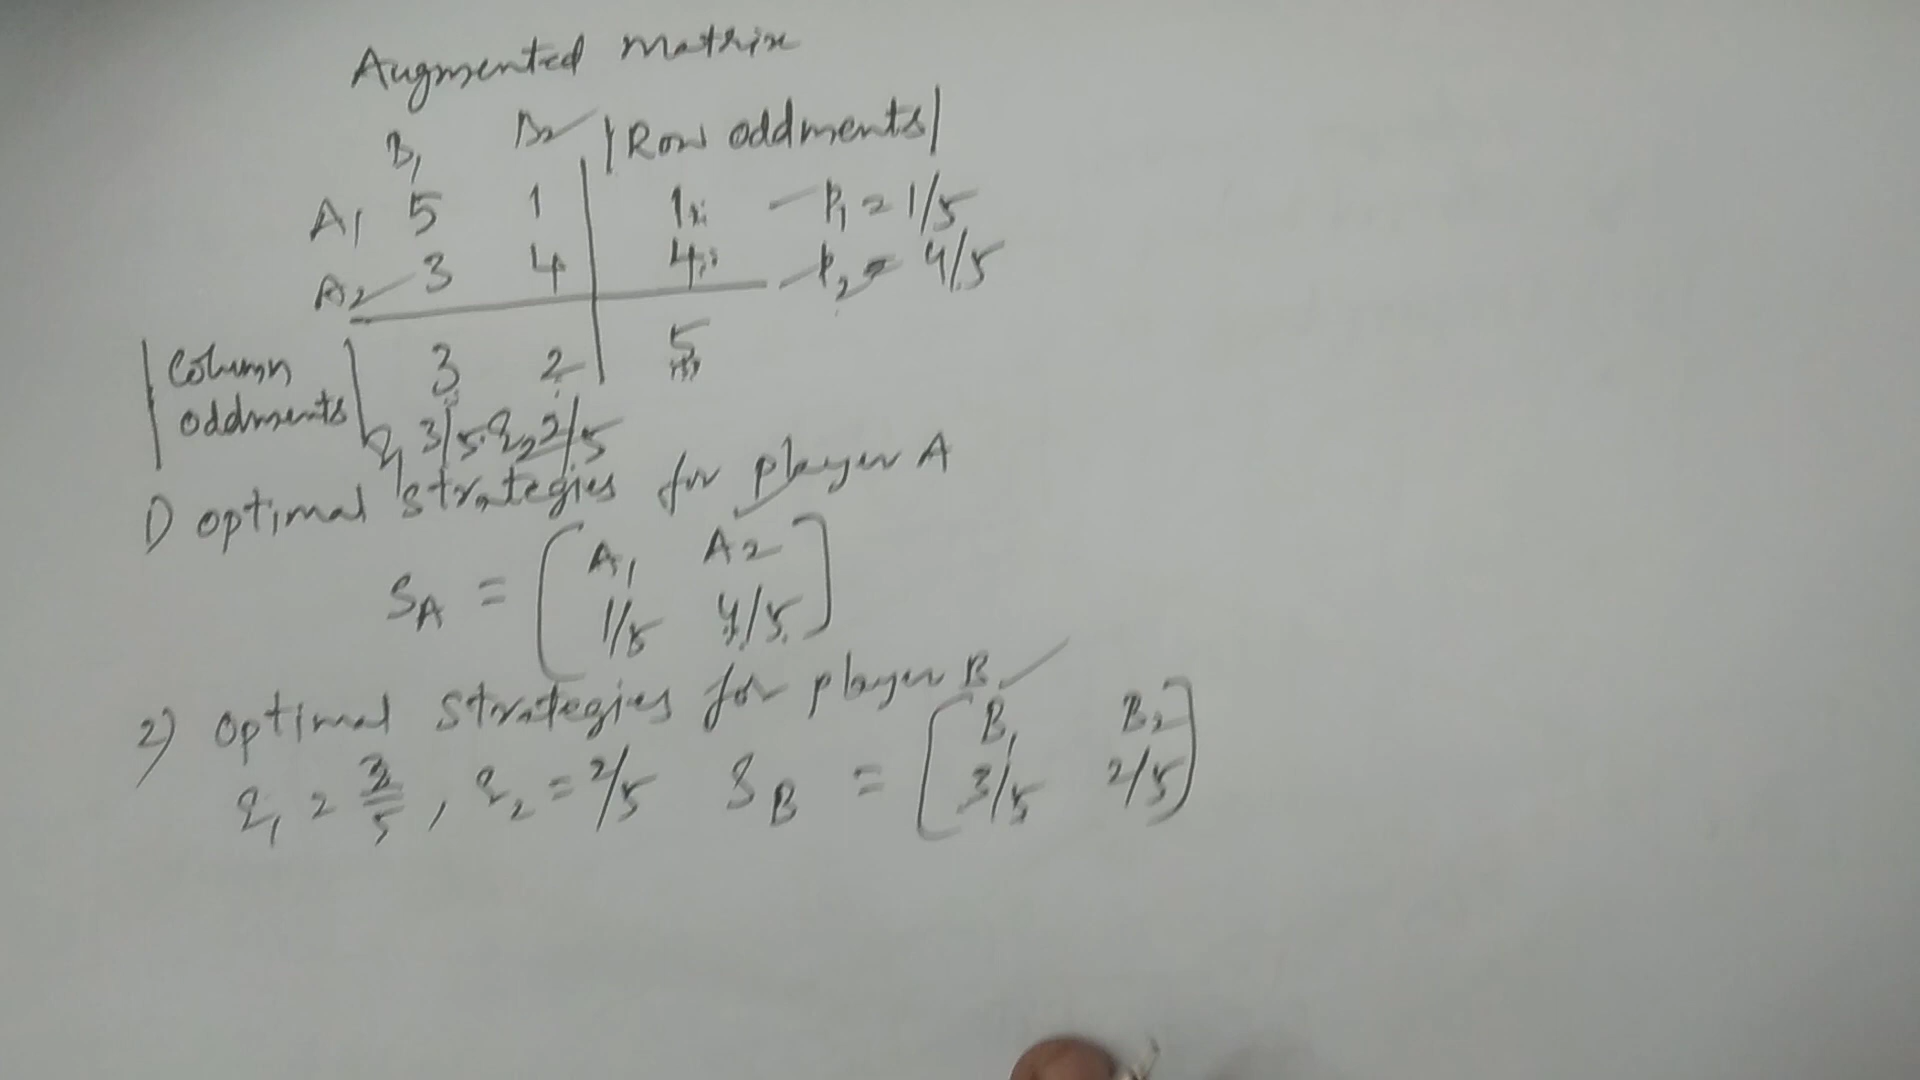 Augmented matrix
B1 B2 |Row oddments|
A1 5 1 1 - P1 = 1/5
A2 3 4 4 - P2 = 4/5
|Column oddments| 3 2 5
q1 3/5 q2 2/5
1) optimal strategies for player A
SA = [A1 A2
1/5 4/5]
2) optimal strategies for player B
q1 = 3/5, q2 = 2/5 SB = [B1 B2
3/5 2/5]